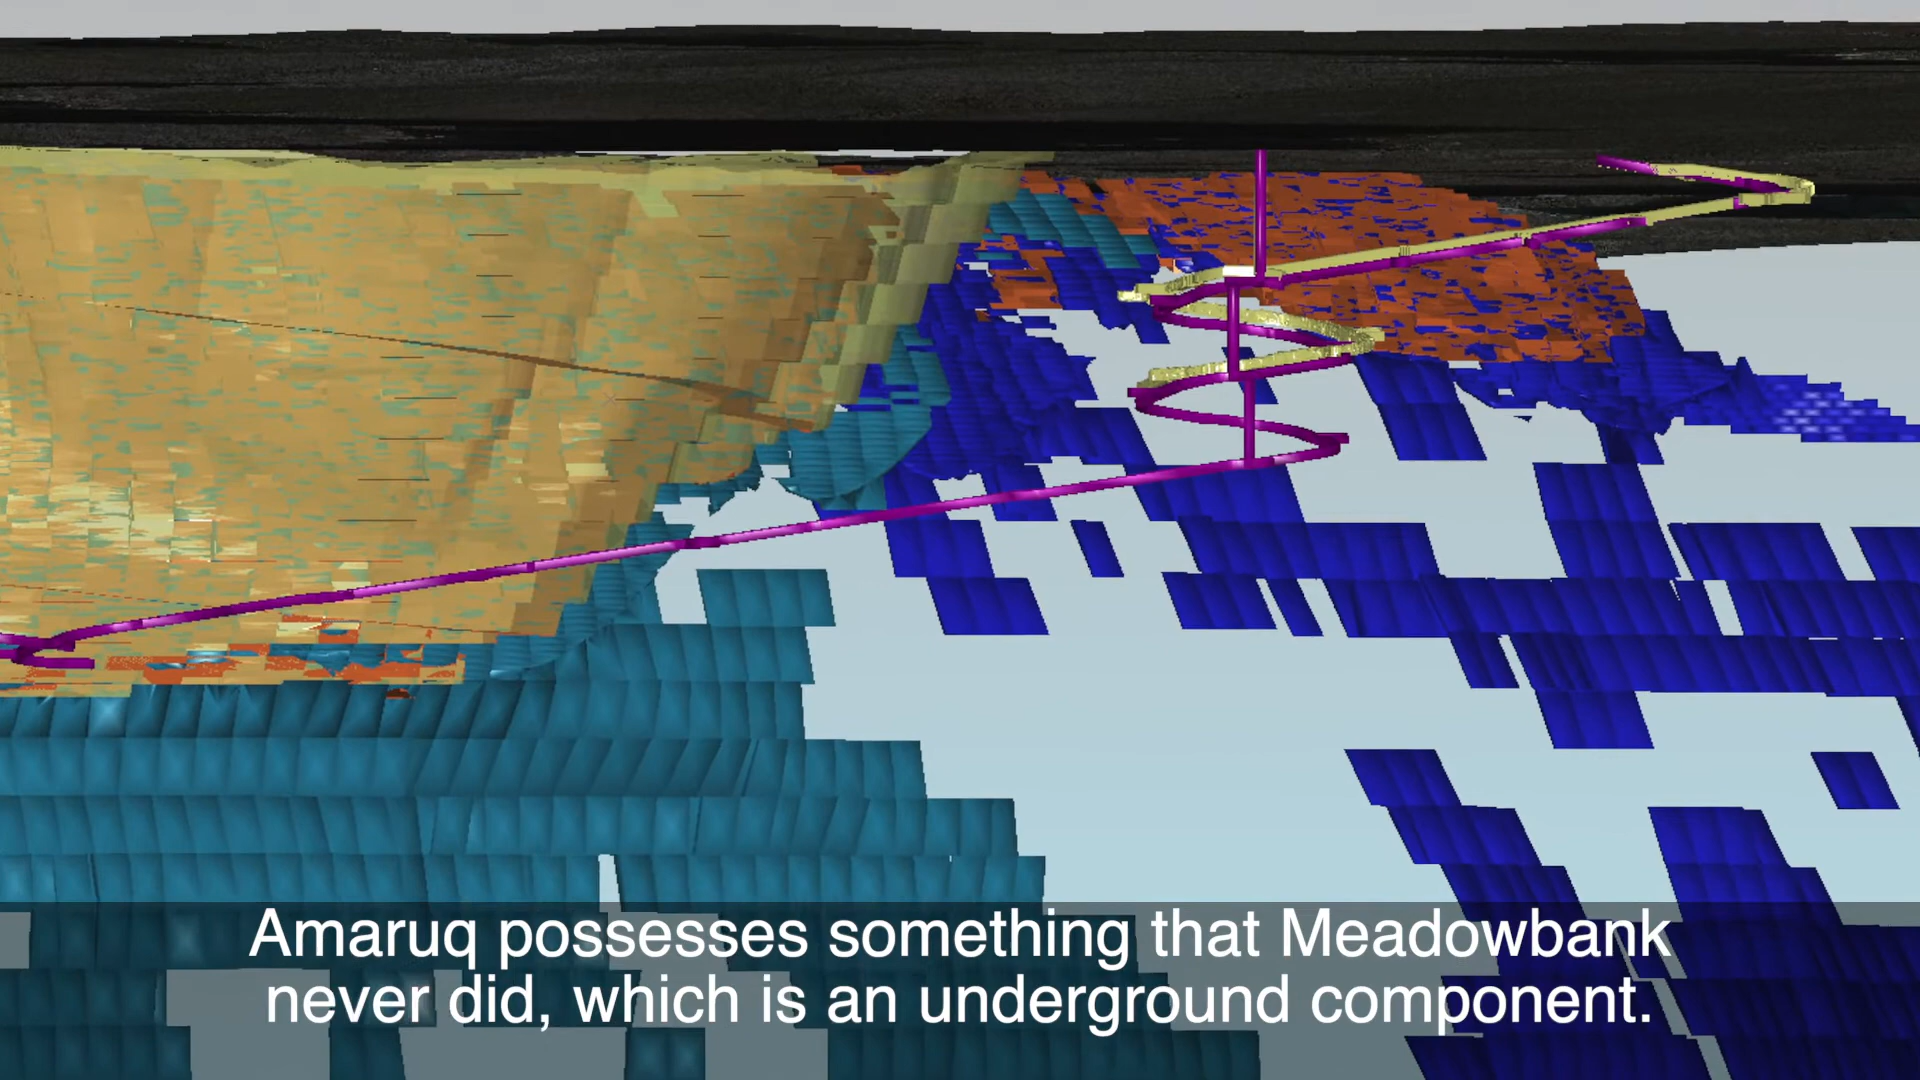 Amaruq possesses something that Meadowbank
never did, which is an underground component.